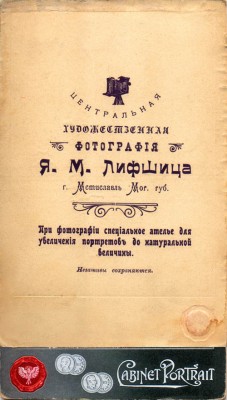 ЦЕНТРАЛЬНАЯ
ХУДОЖЕСТВЕННАЯ
ФОТОГРАФІЯ
Я. М. ЛИФШИЦА
г. Мстиславль Мог. губ.
При фотографіи спеціальное ателье для
увеличенія портретовъ до натуральной
величины.
Негативы сохраняются.
CABINET PORTRAIT